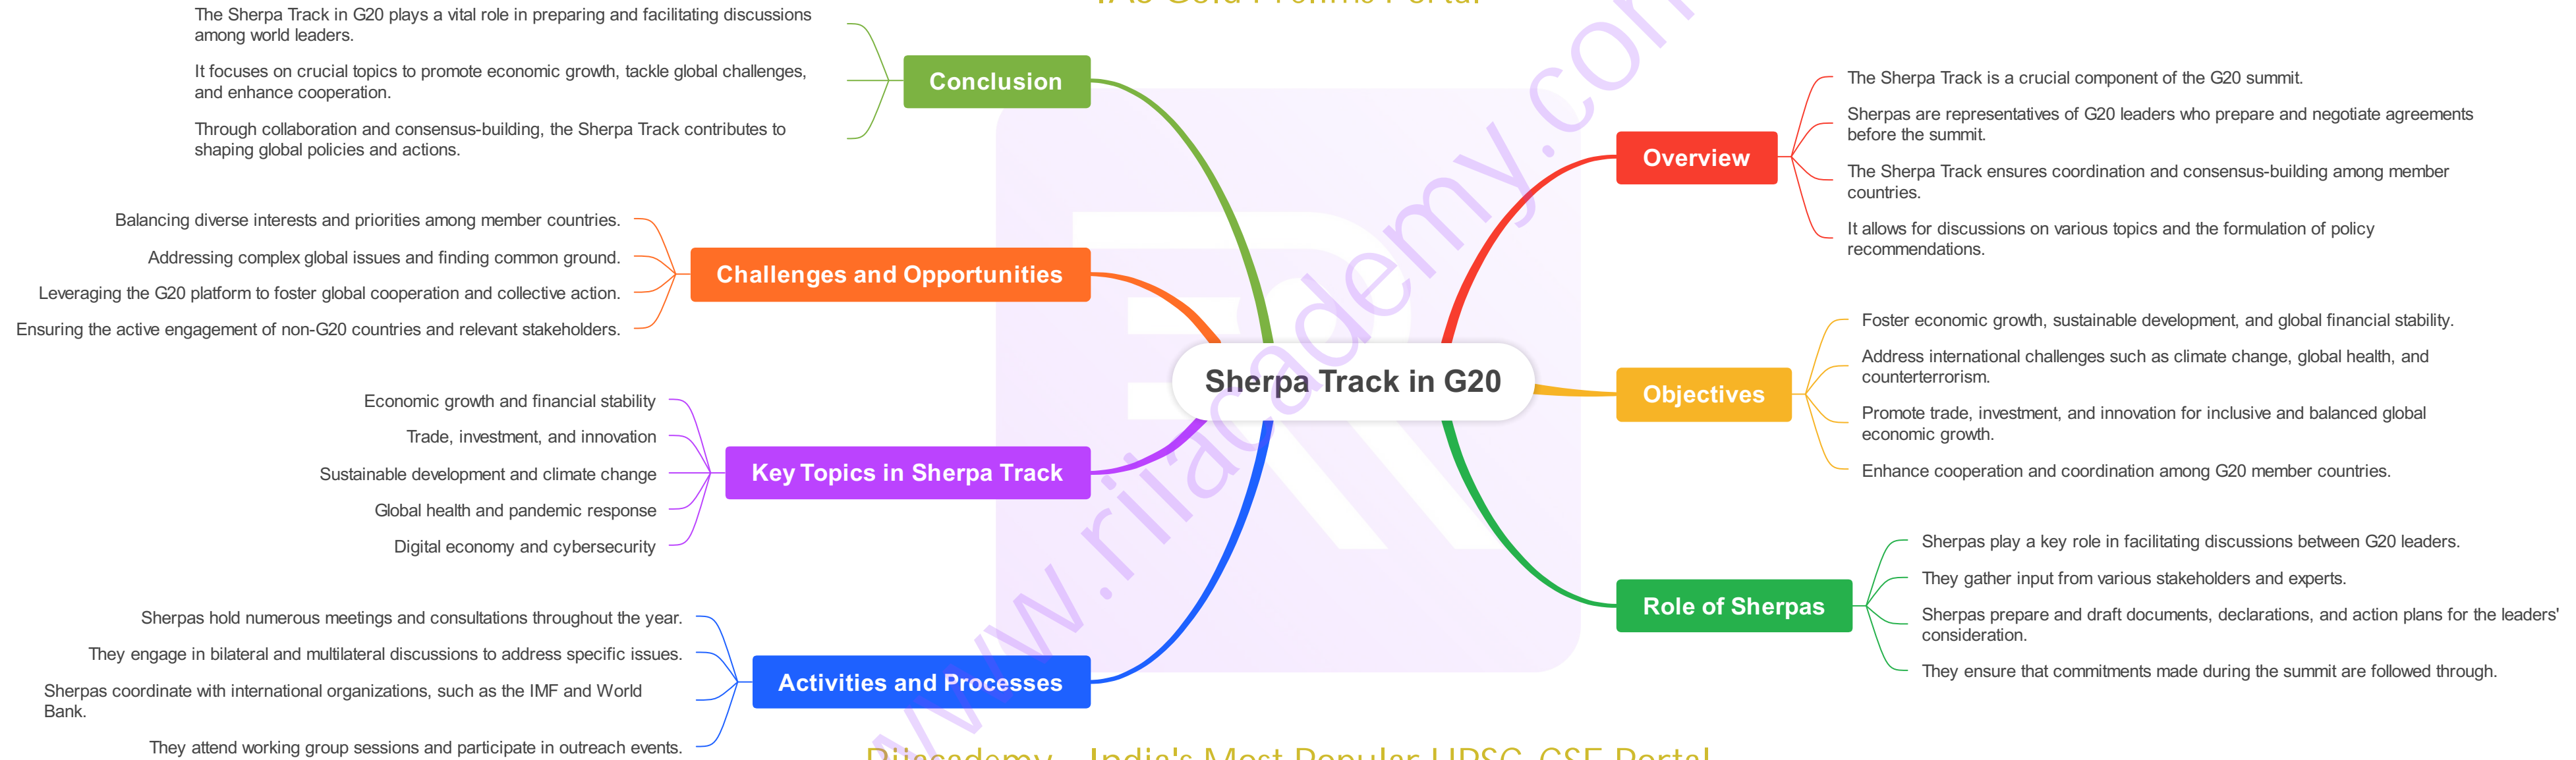 Sherpa Track in G20
Overview
The Sherpa Track is a crucial component of the G20 summit.
Sherpas are representatives of G20 leaders who prepare and negotiate agreements
before the summit.
The Sherpa Track ensures coordination and consensus-building among member
countries.
It allows for discussions on various topics and the formulation of policy
recommendations.
Objectives
Foster economic growth, sustainable development, and global financial stability.
Address international challenges such as climate change, global health, and
counterterrorism.
Promote trade, investment, and innovation for inclusive and balanced global
economic growth.
Enhance cooperation and coordination among G20 member countries.
Role of Sherpas
Sherpas play a key role in facilitating discussions between G20 leaders.
They gather input from various stakeholders and experts.
Sherpas prepare and draft documents, declarations, and action plans for the leaders'
consideration.
They ensure that commitments made during the summit are followed through.
Conclusion
The Sherpa Track in G20 plays a vital role in preparing and facilitating discussions
among world leaders.
It focuses on crucial topics to promote economic growth, tackle global challenges,
and enhance cooperation.
Through collaboration and consensus-building, the Sherpa Track contributes to
shaping global policies and actions.
Challenges and Opportunities
Balancing diverse interests and priorities among member countries.
Addressing complex global issues and finding common ground.
Leveraging the G20 platform to foster global cooperation and collective action.
Ensuring the active engagement of non-G20 countries and relevant stakeholders.
Key Topics in Sherpa Track
Economic growth and financial stability
Trade, investment, and innovation
Sustainable development and climate change
Global health and pandemic response
Digital economy and cybersecurity
Activities and Processes
Sherpas hold numerous meetings and consultations throughout the year.
They engage in bilateral and multilateral discussions to address specific issues.
Sherpas coordinate with international organizations, such as the IMF and World
Bank.
They attend working group sessions and participate in outreach events.
India's Most Popular UPSC CSE Portal